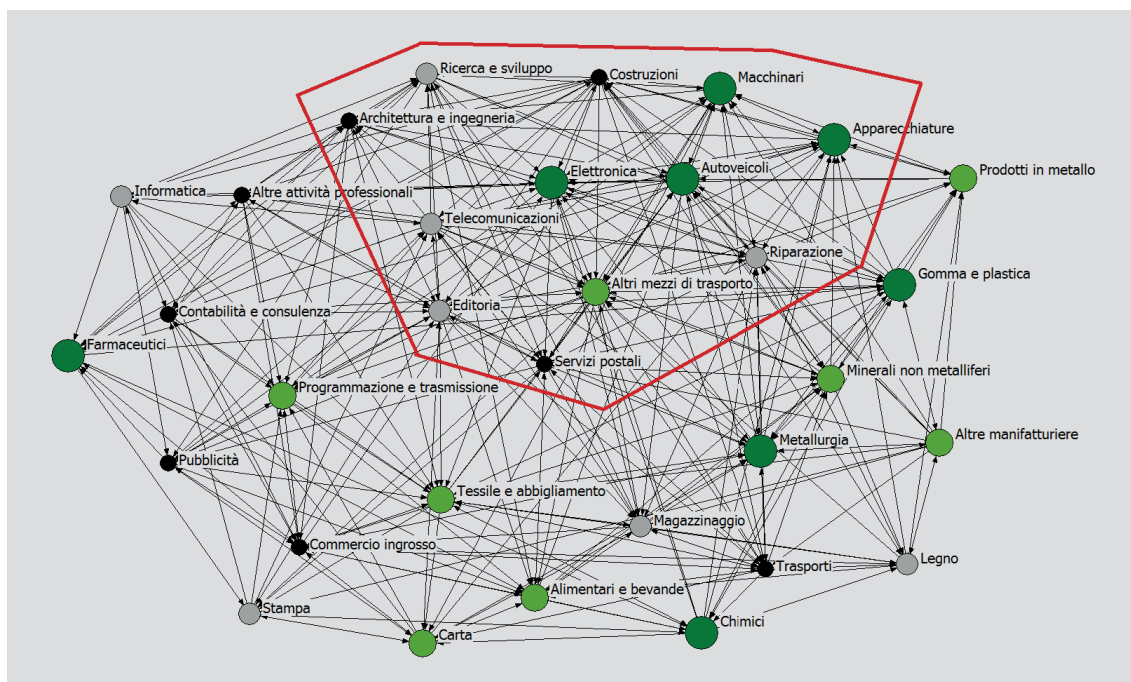 Ricerca e sviluppo
Costruzioni
Macchinari
Architettura e ingegneria
Apparecchiature
Elettronica
Autoveicoli
Prodotti in metallo
Informatica
Altre attività professionali
Telecomunicazioni
Riparazione
Gomma e plastica
Altri mezzi di trasporto
Editoria
Contabilità e consulenza
Farmaceutici
Servizi postali
Minerali non metalliferi
Programmazione e trasmissione
Metallurgia
Altre manifatturiere
Pubblicità
Tessile e abbigliamento
Magazzinaggio
Commercio ingrosso
Trasporti
Legno
Alimentari e bevande
Stampa
Chimici
Carta